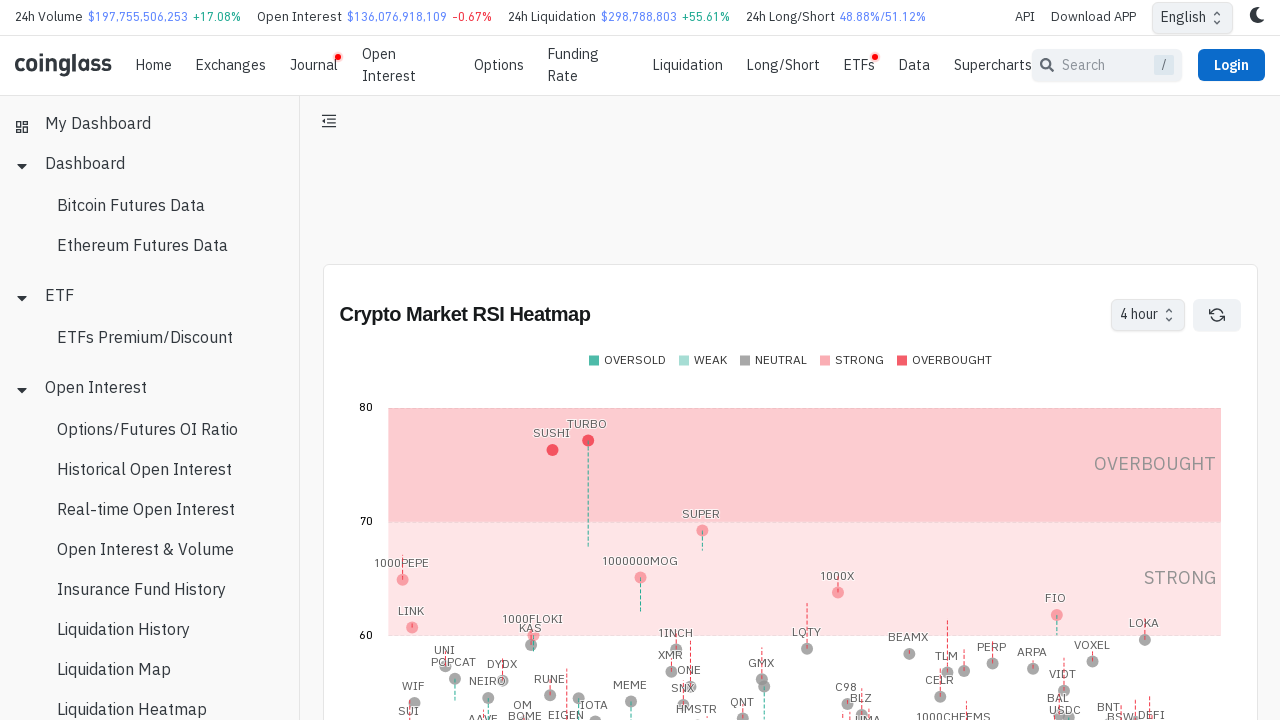 24h Volume $197,755,506,253 +17.08% Open Interest $136,076,918,109 -0.67% 24h Liquidation $298,788,803 +55.61% 24h Long/Short 48.88%/51.12% API Download APP English
coinglass Home Exchanges Journal Open Interest Options Funding Rate Liquidation Long/Short ETFs Data Supercharts Search / Login
My Dashboard
Dashboard
Bitcoin Futures Data
Ethereum Futures Data
ETF
ETFs Premium/Discount
Open Interest
Options/Futures OI Ratio
Historical Open Interest
Real-time Open Interest
Open Interest & Volume
Insurance Fund History
Liquidation History
Liquidation Map
Liquidation Heatmap
Crypto Market RSI Heatmap 4 hour
OVERSOLD WEAK NEUTRAL STRONG OVERBOUGHT
80
TURBO
SUSHI
OVERBOUGHT
70
SUPER
1000PEPE
1000000MOG
1000X
STRONG
FIO
LINK
1000FLOKI
LOKA
KAS
60
1INCH
LQTY
BEAMX
UNI
XMR
PERP
ARPA
VOXEL
POPCAT
DYDX
ONE
GMX
TLM
NEIRO
RUNE
CELR
VIDT
WIF
MEME
SNX
C98
SUI
OM
IOTA
HMSTR
QNT
BLZ
BAL
AAVE
BOME
EIGEN
UMA
1000CHEEMS
USDC
BNT
BSW
DEFI